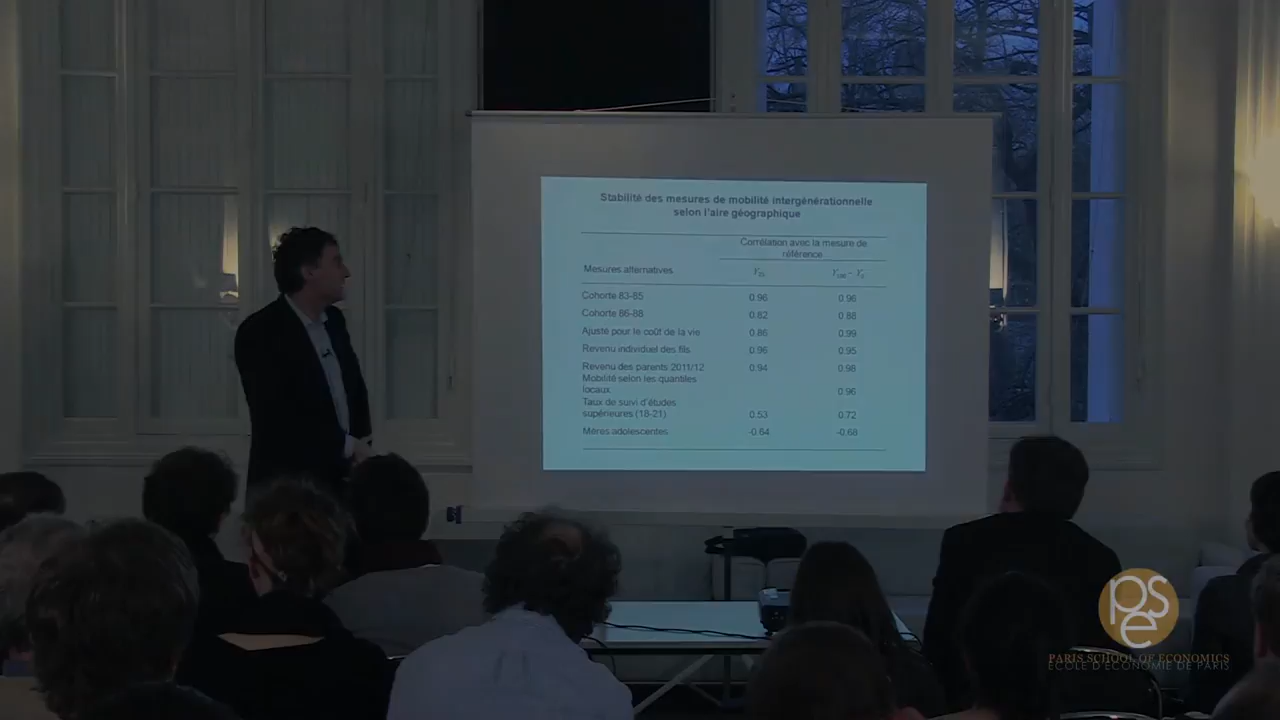 Stabilité des mesures de mobilité intergénérationnelle
selon l'aire géographique
Corrélation avec la mesure de
référence
Mesures alternatives
Cohorte 83-85 0.96 0.96
Cohorte 86-88 0.82 0.88
Ajusté pour le coût de la vie 0.86 0.99
Revenu individuel des fils 0.96 0.95
Revenu des parents 2011/12 0.94 0.98
Mobilité selon les quantiles
locaux 0.96
Taux de suivi d'études
supérieures (18-21) 0.53 0.72
Mères adolescentes -0.64 -0.68
pse
PARIS SCHOOL OF ECONOMICS
ÉCOLE D'ÉCONOMIE DE PARIS